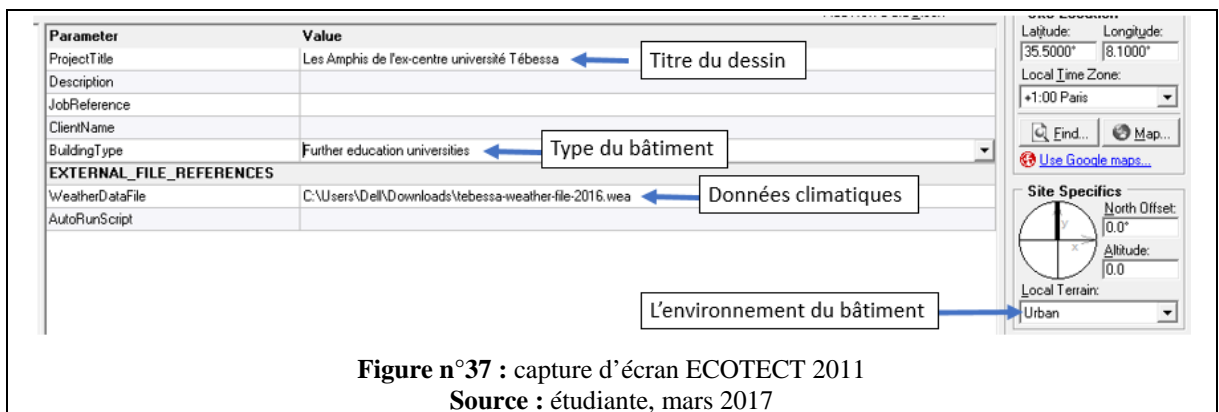 Parameter Value
ProjectTitle Les Amphis de l'ex-centre université Tébessa
Titre du dessin
Description
JobReference
ClientName
BuildingType Further education universities
Type du bâtiment
EXTERNAL_FILE_REFERENCES
WeatherDataFile C:\Users\Dell\Downloads\tebessa-weather-file-2016.wea
Données climatiques
AutoRunScript
L'environnement du bâtiment
Site Location
Latitude: Longitude:
35.5000° 8.1000°
Local Time Zone:
+1:00 Paris
Find... Map...
Use Google maps...
Site Specifics
North Offset:
y
0.0°
x
Altitude:
0.0
Local Terrain:
Urban
Figure n°37 : capture d'écran ECOTECT 2011
Source : étudiante, mars 2017